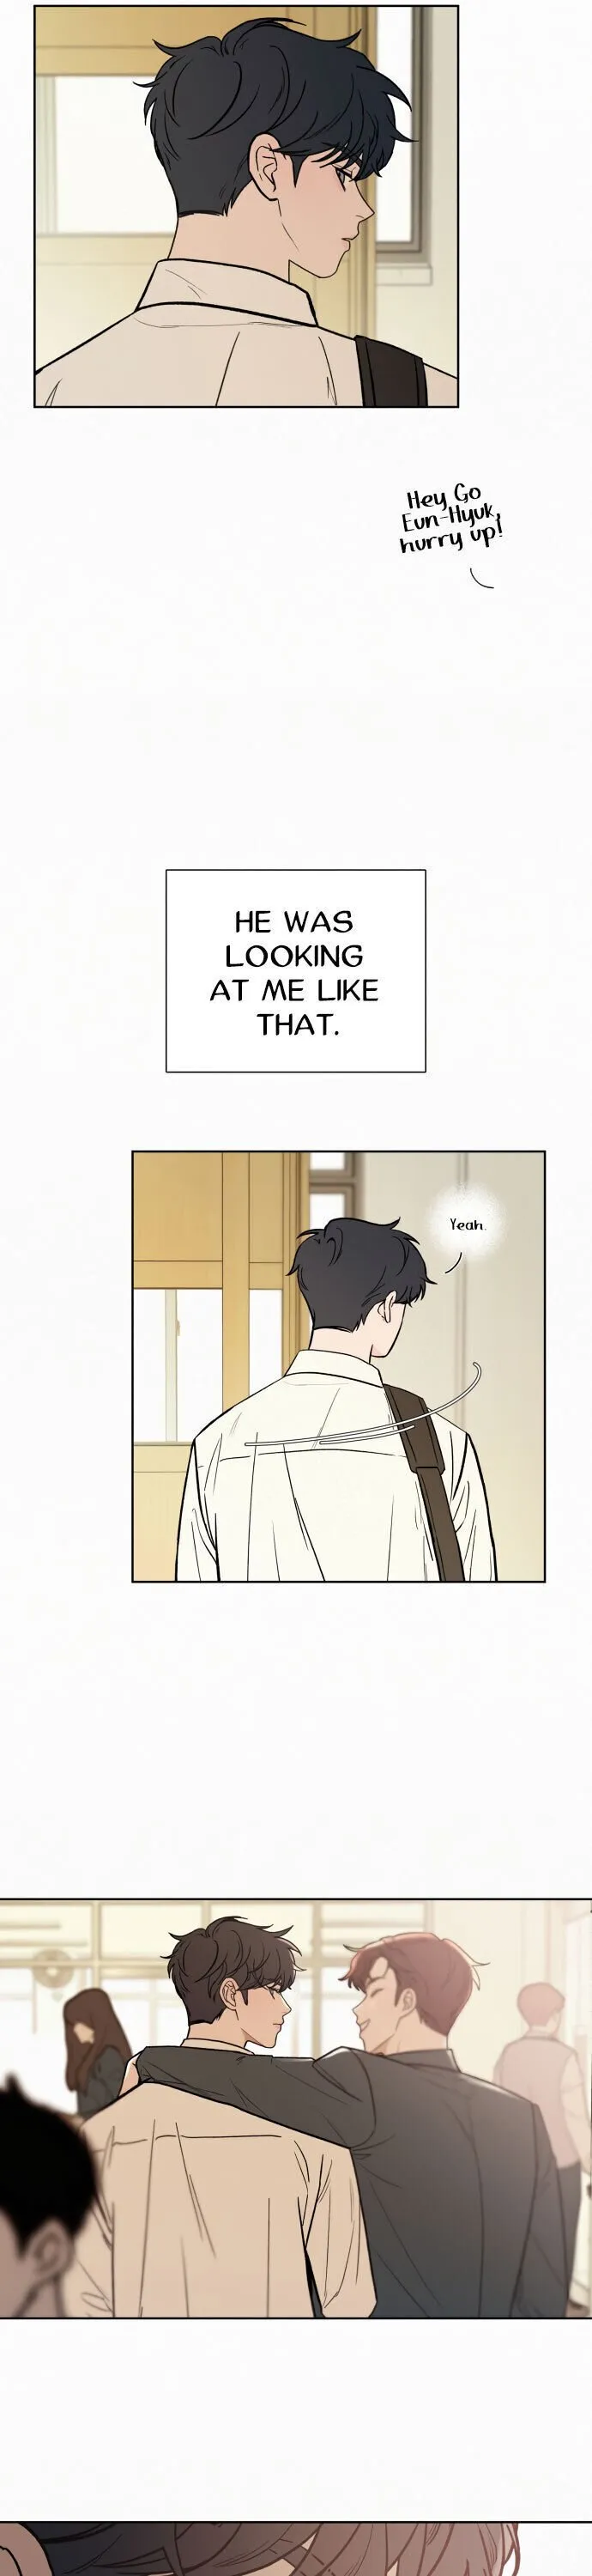 Hey Go
Eun-Hyuk,
hurry up!
HE WAS
LOOKING
AT ME LIKE
THAT.
Yeah.